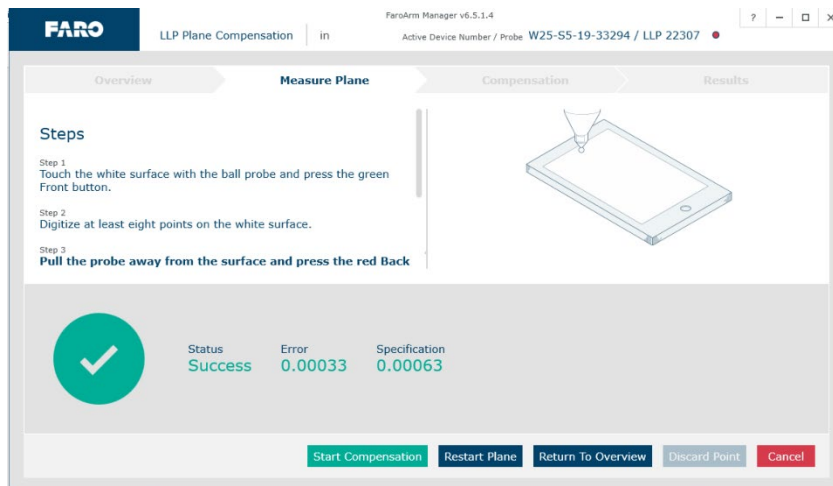 FaroArm Manager v6.5.1.4
FARO
LLP Plane Compensation
in
Active Device Number / Probe W25-S5-19-33294 / LLP 22307
?
Overview
Measure Plane
Compensation
Results
Steps
Step 1
Touch the white surface with the ball probe and press the green
Front button.
Step 2
Digitize at least eight points on the white surface.
Step 3
Pull the probe away from the surface and press the red Back
Status Error Specification
Success 0.00033 0.00063
Start Compensation
Restart Plane
Return To Overview
Discard Point
Cancel